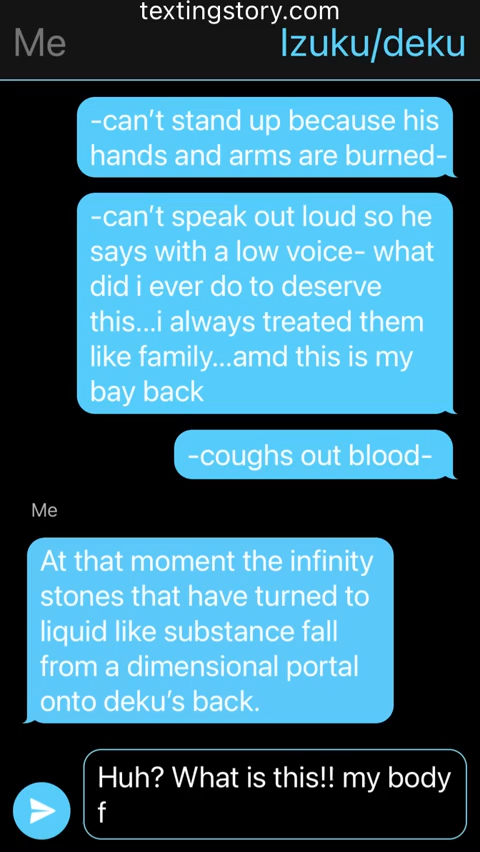 textingstory.com
Me
Izuku/deku
-can't stand up because his
hands and arms are burned-
-can't speak out loud so he
says with a low voice- what
did i ever do to deserve
this...i always treated them
like family...amd this is my
bay back
-coughs out blood-
Me
At that moment the infinity
stones that have turned to
liquid like substance fall
from a dimensional portal
onto deku's back.
Huh? What is this!! my body
f